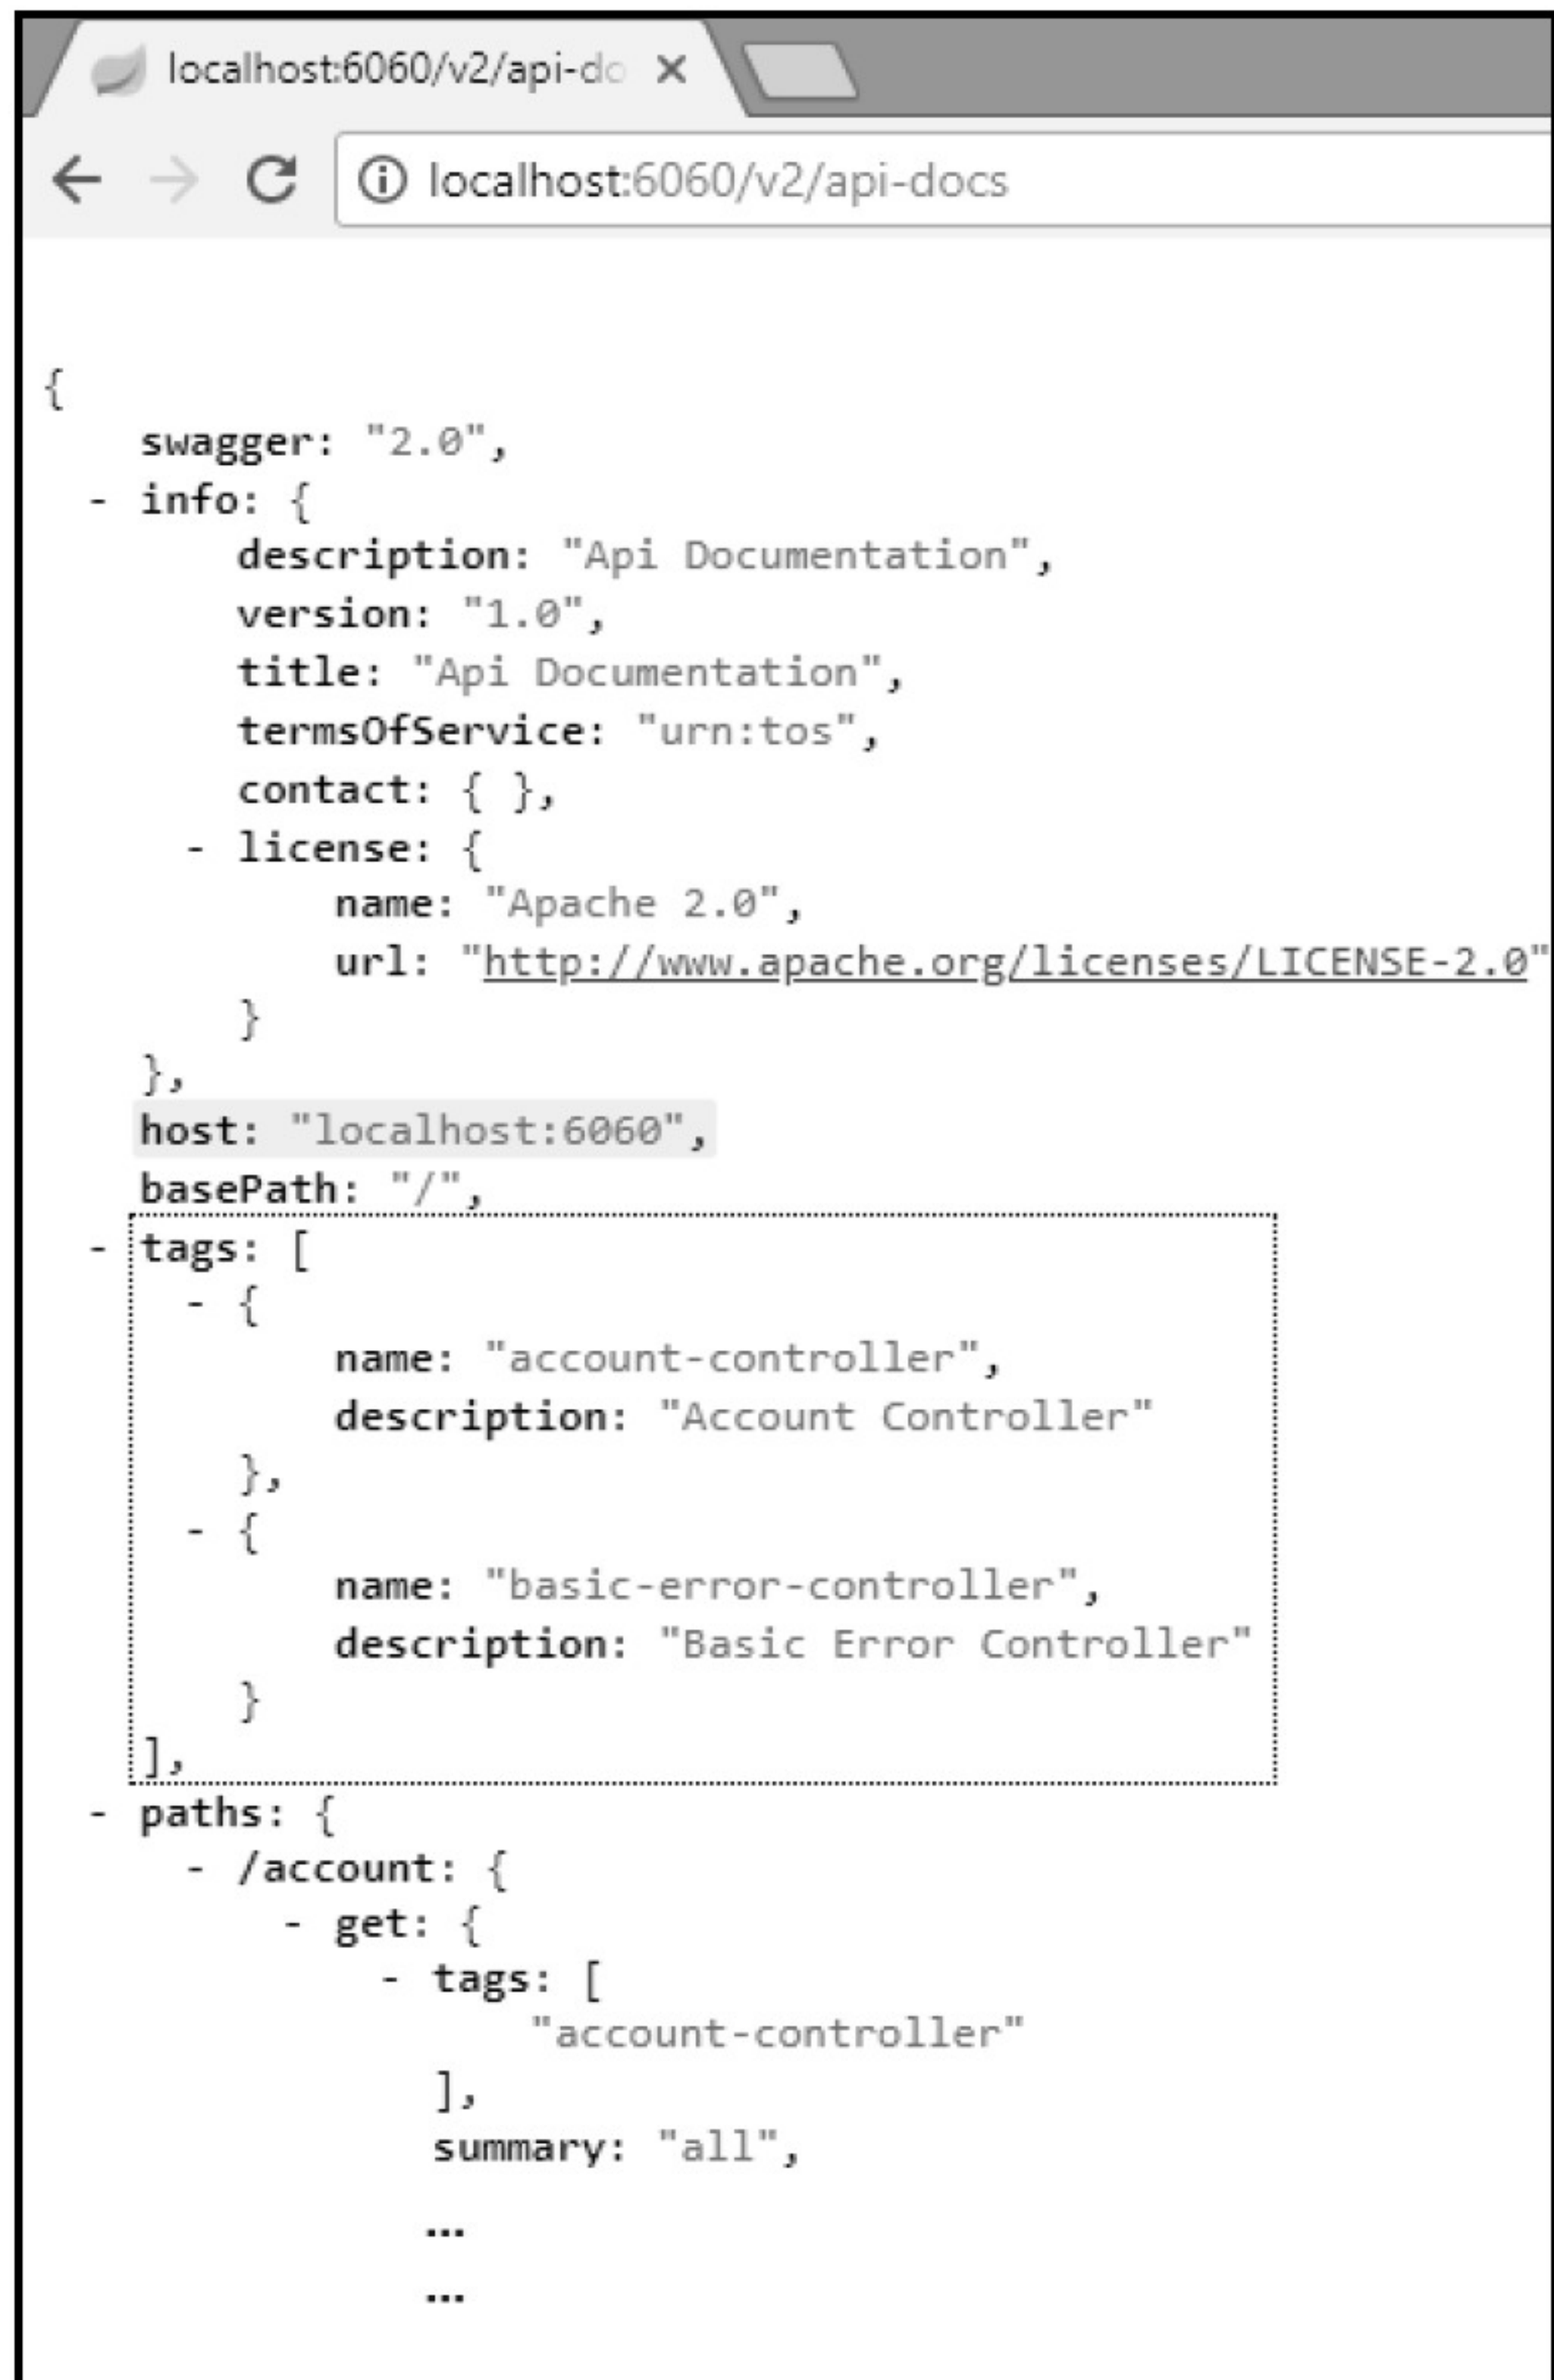 localhost:6060/v2/api-do
localhost:6060/v2/api-docs
{
swagger: "2.0",
- info: {
description: "Api Documentation",
version: "1.0",
title: "Api Documentation",
termsOfService: "urn:tos",
contact: { },
- license: {
name: "Apache 2.0",
url: "http://www.apache.org/licenses/LICENSE-2.0"
}
},
host: "localhost:6060",
basePath: "/",
- tags: [
- {
name: "account-controller",
description: "Account Controller"
},
- {
name: "basic-error-controller",
description: "Basic Error Controller"
}
],
- paths: {
- /account: {
- get: {
- tags: [
"account-controller"
],
summary: "all",
...
...